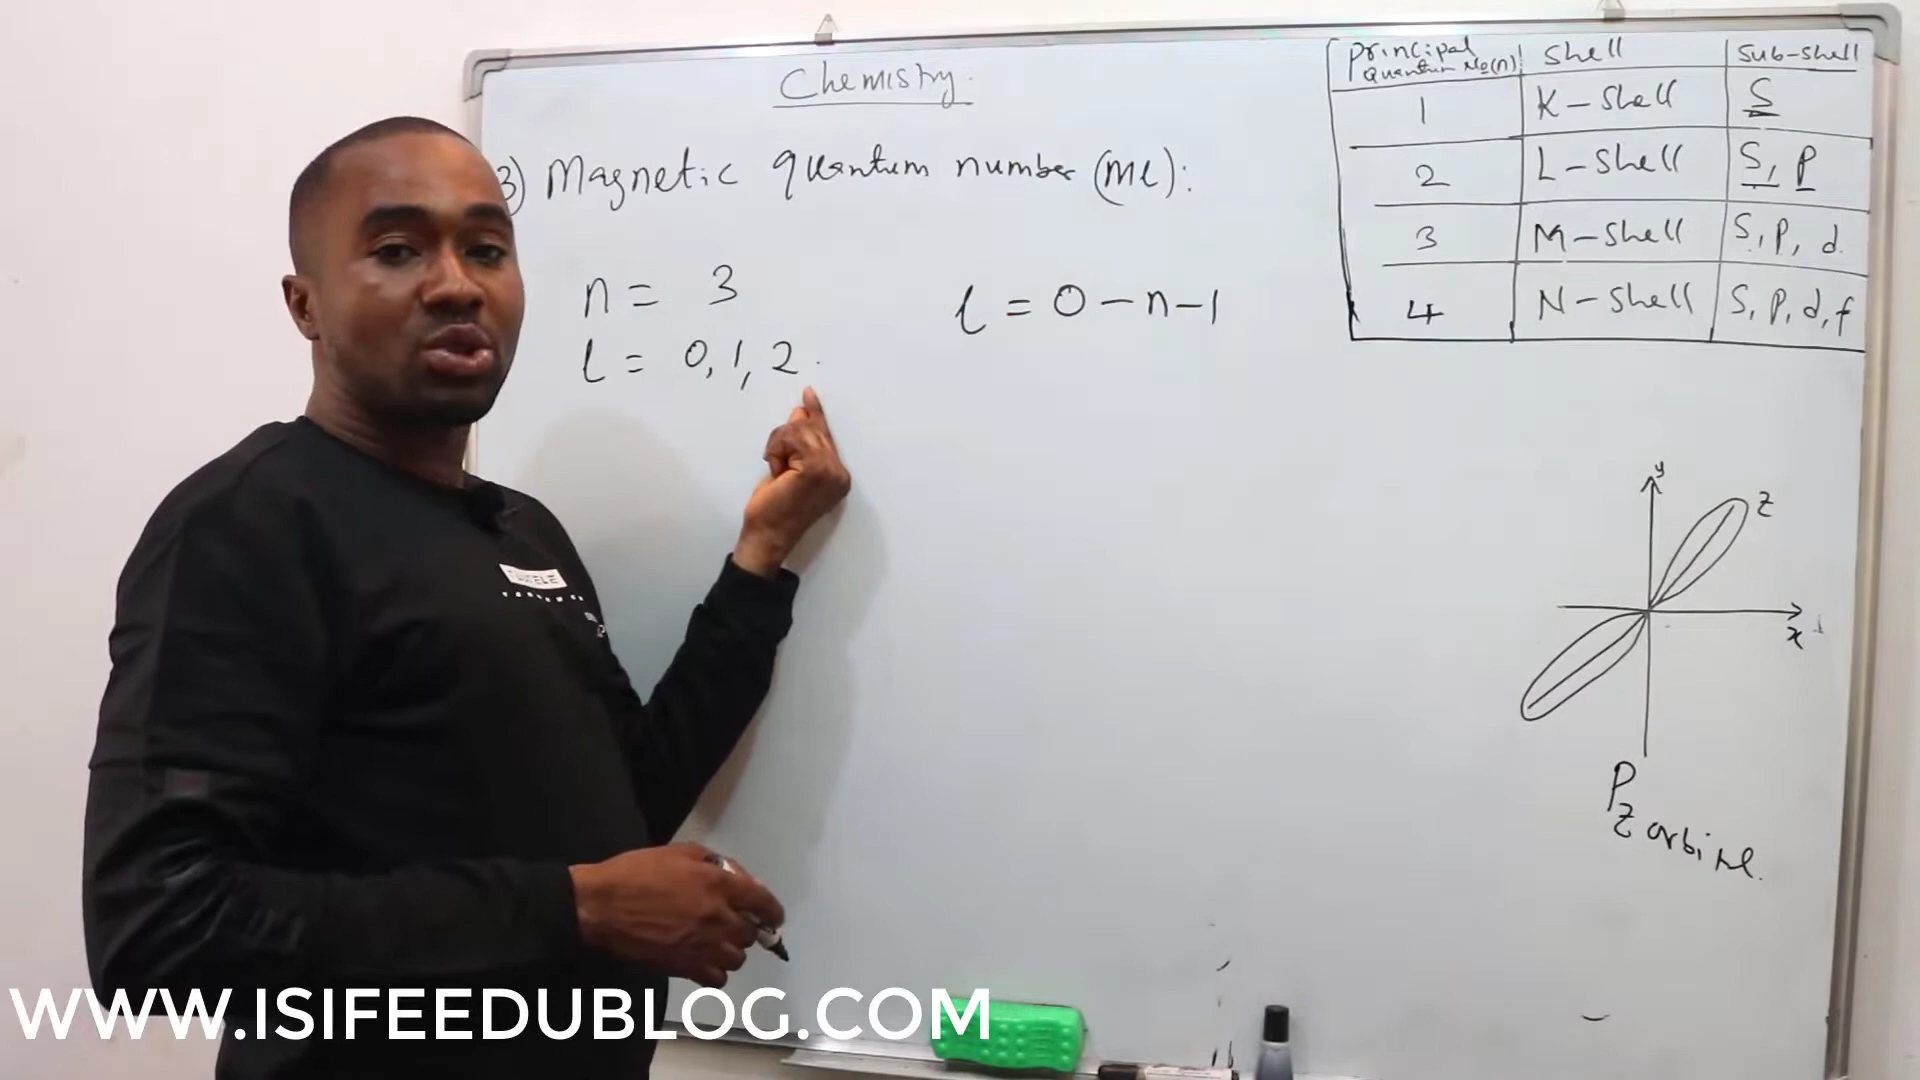 Chemistry.
3) Magnetic quantum number (ml):
n = 3
l = 0, 1, 2.
l = 0 – n – 1
Principal Quantum No (n) Shell Sub-shell
1 K – Shell S
2 L – Shell S, P
3 M – Shell S, P, d.
4 N – Shell S, P, d, f
y
z
x
Pz
WWW.ISIFEEDUBLOG.COM